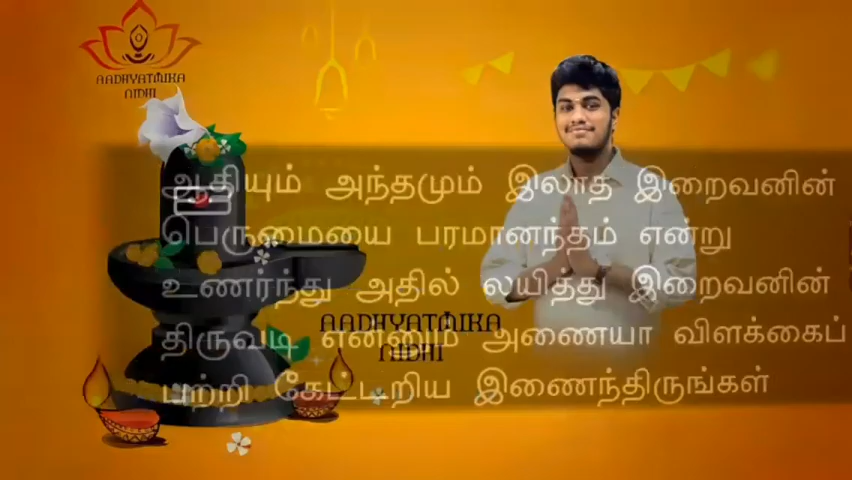 AADHYATMIKA
NIDHI
ஆதியும் அந்தமும் இலாத இறைவனின்
பெருமையை பரமானந்தம் என்று
உணர்ந்து அதில் லயித்து இறைவனின்
AADHYATMIKA
திருவடி என்னும் அணையா விளக்கைப்
NIDHI
பற்றி கேட்டறிய இணைந்திருங்கள்